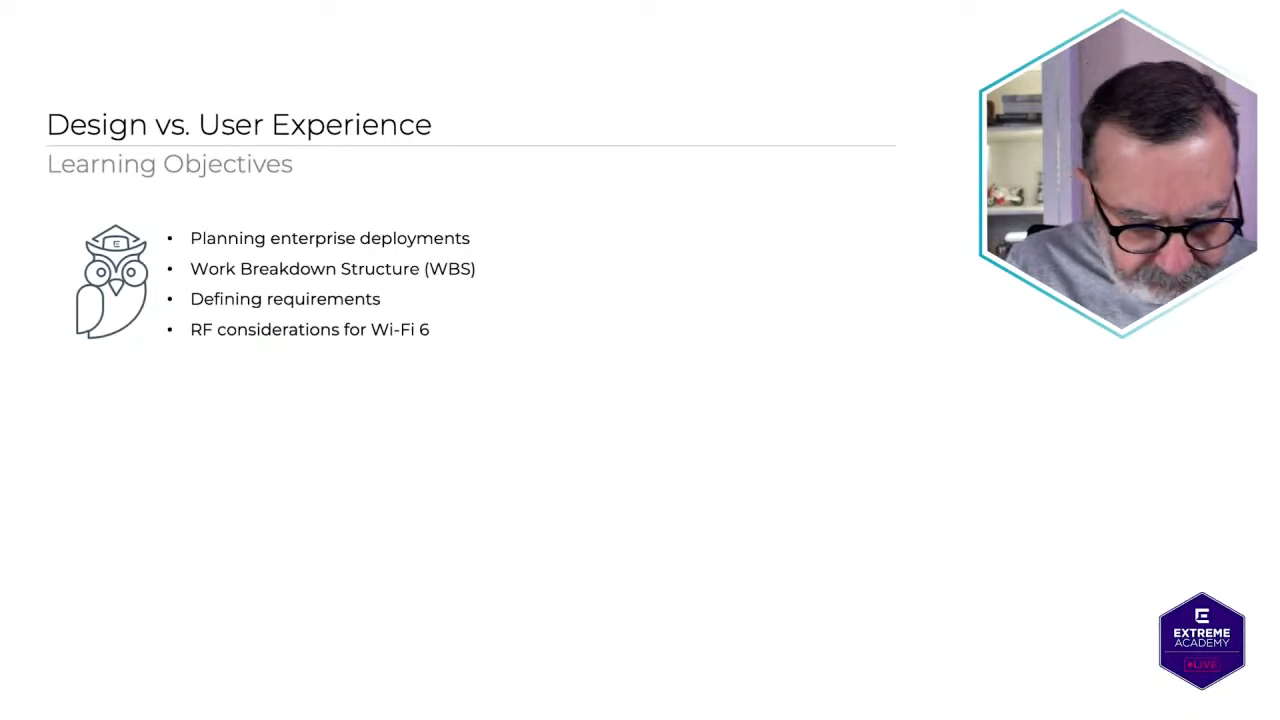 Design vs. User Experience
Learning Objectives
• Planning enterprise deployments
• Work Breakdown Structure (WBS)
• Defining requirements
• RF considerations for Wi-Fi 6
E
EXTREME
ACADEMY
LIVE